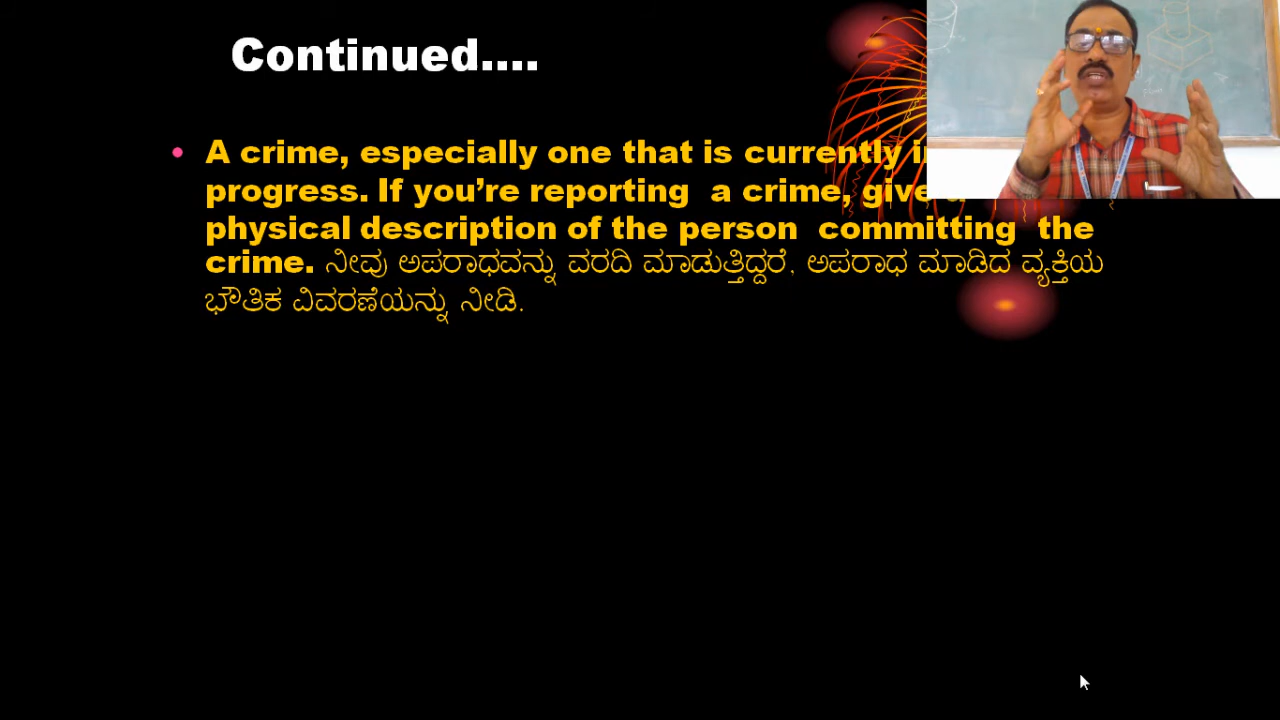 Continued....
• A crime, especially one that is currently
progress. If you’re reporting a crime, give
physical description of the person committing the
crime. ನೀವು ಅಪರಾಧವನ್ನು ವರದಿ ಮಾಡುತ್ತಿದ್ದರೆ, ಅಪರಾಧ ಮಾಡಿದ ವ್ಯಕ್ತಿಯ
ಭೌತಿಕ ವಿವರಣೆಯನ್ನು ನೀಡಿ.